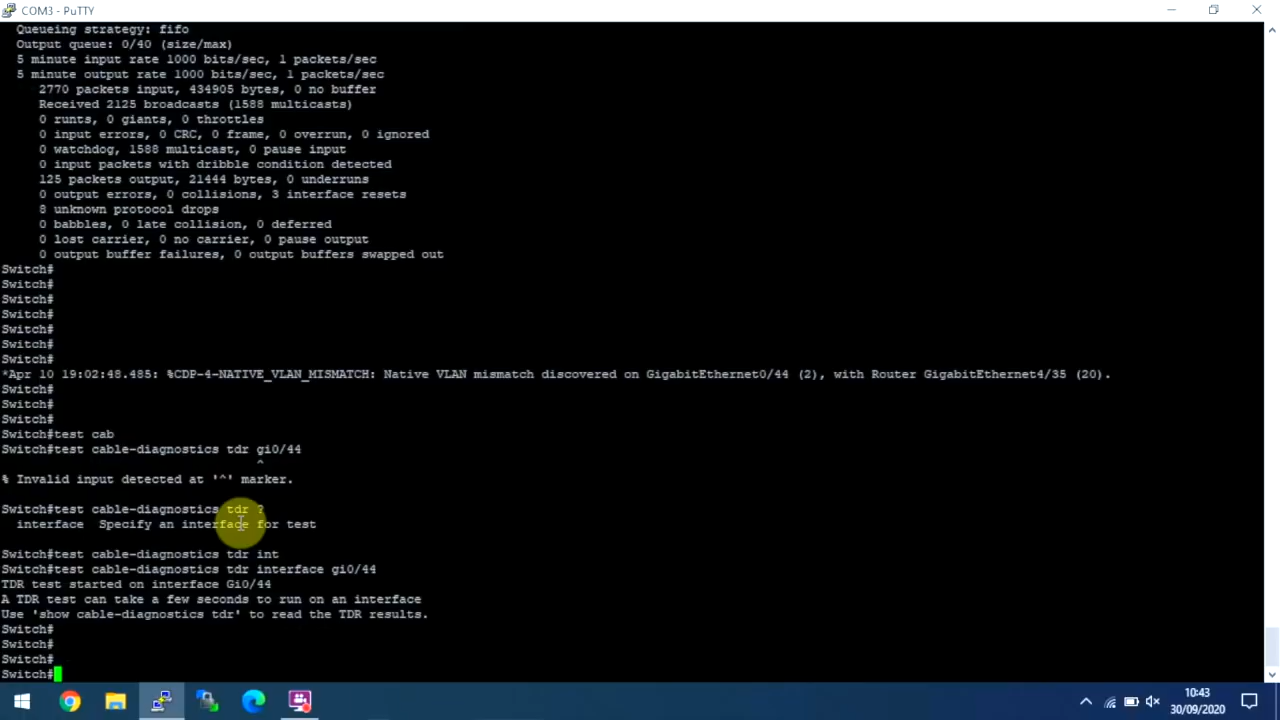 COM3 - PuTTY
Queueing strategy: fifo
Output queue: 0/40 (size/max)
5 minute input rate 1000 bits/sec, 1 packets/sec
5 minute output rate 1000 bits/sec, 1 packets/sec
2770 packets input, 434905 bytes, 0 no buffer
Received 2125 broadcasts (1588 multicasts)
0 runts, 0 giants, 0 throttles
0 input errors, 0 CRC, 0 frame, 0 overrun, 0 ignored
0 watchdog, 1588 multicast, 0 pause input
0 input packets with dribble condition detected
125 packets output, 21444 bytes, 0 underruns
0 output errors, 0 collisions, 3 interface resets
8 unknown protocol drops
0 babbles, 0 late collision, 0 deferred
0 lost carrier, 0 no carrier, 0 pause output
0 output buffer failures, 0 output buffers swapped out
Switch#
Switch#
Switch#
Switch#
Switch#
Switch#
Switch#
*Apr 10 19:02:48.485: %CDP-4-NATIVE_VLAN_MISMATCH: Native VLAN mismatch discovered on GigabitEthernet0/44 (2), with Router GigabitEthernet4/35 (20).
Switch#
Switch#
Switch#
Switch#test cab
Switch#test cable-diagnostics tdr gi0/44
^
% Invalid input detected at '^' marker.
Switch#test cable-diagnostics tdr ?
interface  Specify an interface for test
Switch#test cable-diagnostics tdr int
Switch#test cable-diagnostics tdr interface gi0/44
TDR test started on interface Gi0/44
A TDR test can take a few seconds to run on an interface
Use 'show cable-diagnostics tdr' to read the TDR results.
Switch#
Switch#
Switch#
Switch#
10:43
30/09/2020